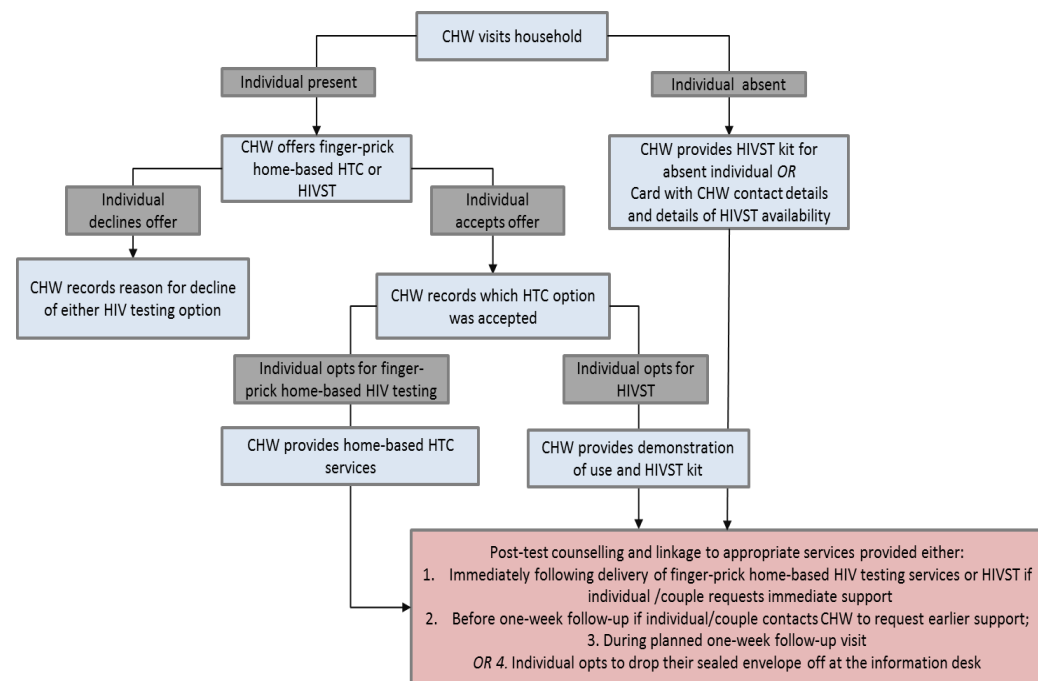 CHW visits household
Individual present
Individual absent
CHW offers finger-prick
home-based HTC or
HIVST
CHW provides HIVST kit for
absent individual OR
Card with CHW contact details
and details of HIVST availability
Individual
declines offer
Individual
accepts offer
CHW records reason for decline
of either HIV testing option
CHW records which HTC option
was accepted
Individual opts for finger-
prick home-based HIV testing
Individual opts for
HIVST
CHW provides home-based HTC
services
CHW provides demonstration
of use and HIVST kit
Post-test counselling and linkage to appropriate services provided either:
1. Immediately following delivery of finger-prick home-based HIV testing services or HIVST if
individual /couple requests immediate support
2. Before one-week follow-up if individual/couple contacts CHW to request earlier support;
3. During planned one-week follow-up visit
OR 4. Individual opts to drop their sealed envelope off at the information desk